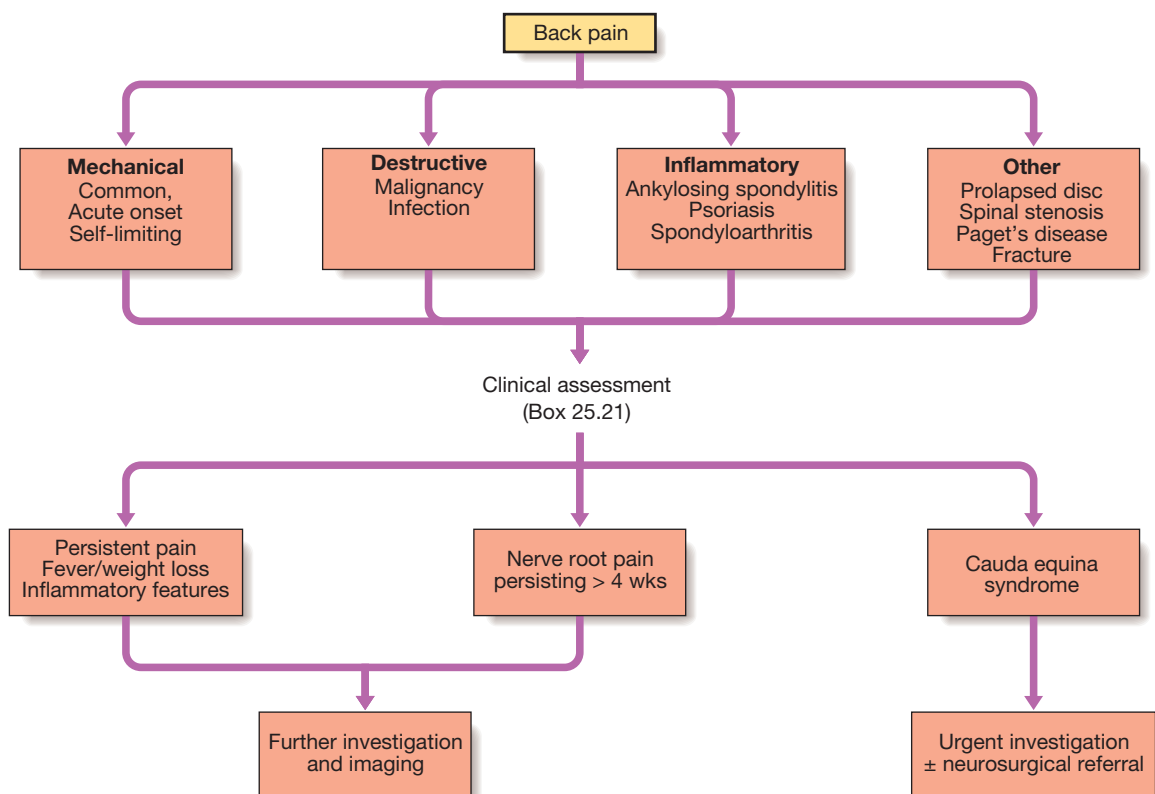 Back pain
Mechanical
Common,
Acute onset
Self-limiting
Destructive
Malignancy
Infection
Inflammatory
Ankylosing spondylitis
Psoriasis
Spondyloarthritis
Other
Prolapsed disc
Spinal stenosis
Paget's disease
Fracture
Clinical assessment
(Box 25.21)
Persistent pain
Fever/weight loss
Inflammatory features
Nerve root pain
persisting > 4 wks
Cauda equina
syndrome
Further investigation
and imaging
Urgent investigation
± neurosurgical referral